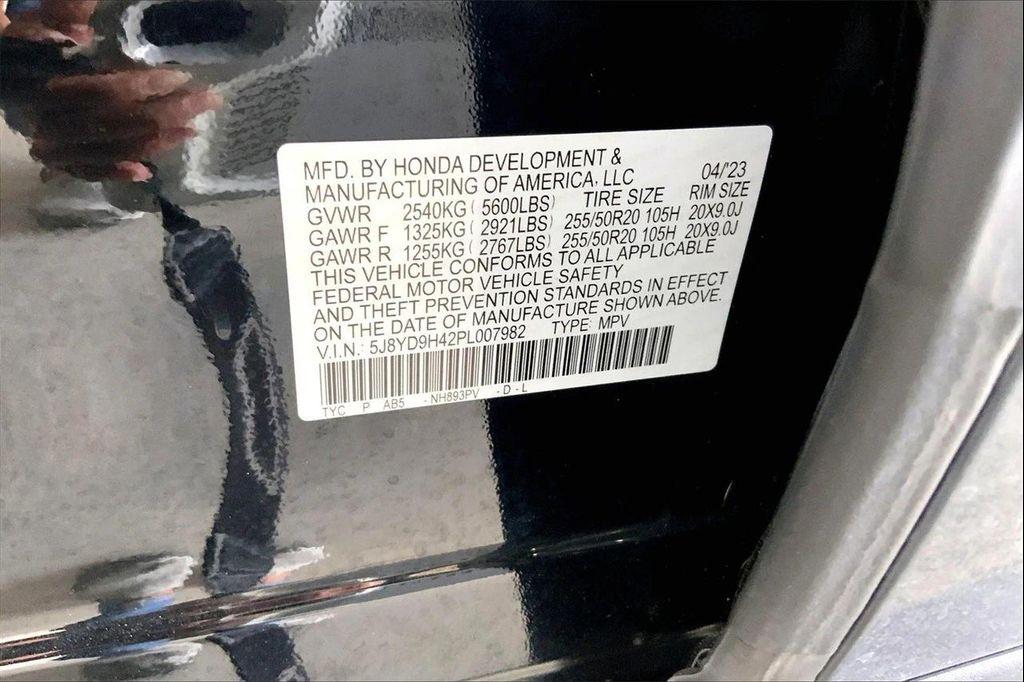 MFD. BY HONDA DEVELOPMENT &
MANUFACTURING OF AMERICA, LLC 04/'23
GVWR 2540KG ( 5600LBS) TIRE SIZE RIM SIZE
GAWR F 1325KG ( 2921LBS) 255/50R20 105H 20X9.0J
GAWR R 1255KG ( 2767LBS) 255/50R20 105H 20X9.0J
THIS VEHICLE CONFORMS TO ALL APPLICABLE
FEDERAL MOTOR VEHICLE SAFETY
AND THEFT PREVENTION STANDARDS IN EFFECT
ON THE DATE OF MANUFACTURE SHOWN ABOVE.
V.I.N.: 5J8YD9H42PL007982 TYPE: MPV
TYC P AB5 - NH893PV - D - L